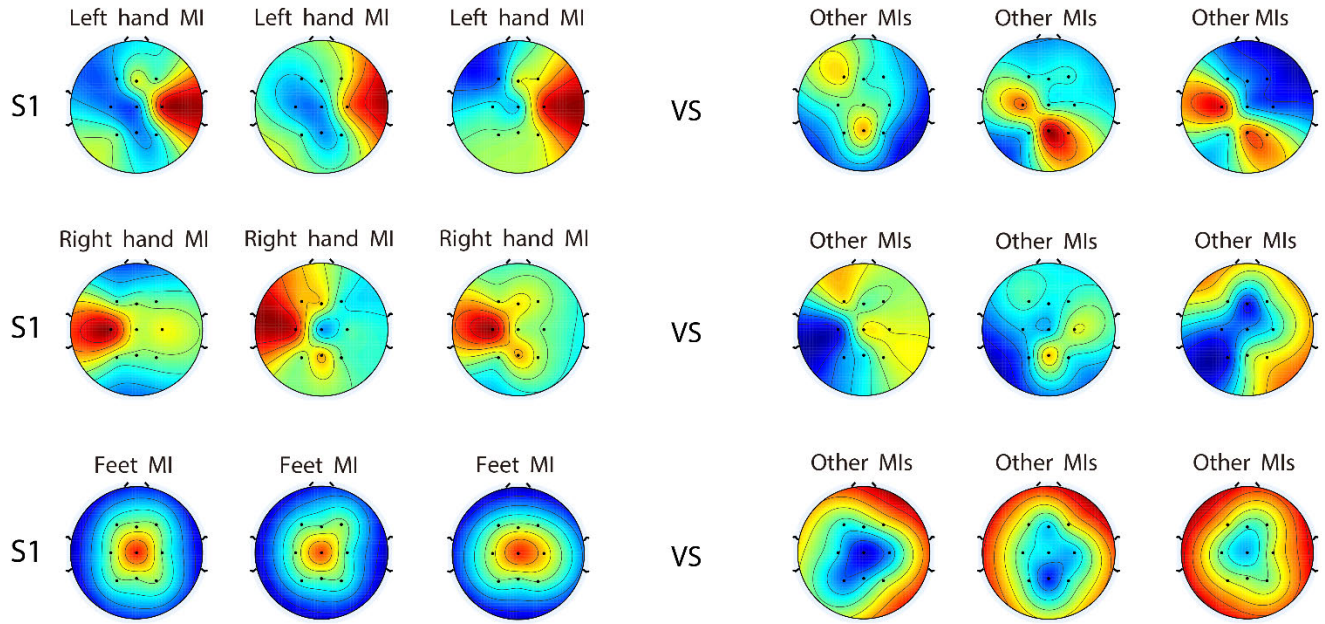 Left hand MI Left hand MI Left hand MI Other MIs Other MIs Other MIs
S1 VS
Right hand MI Right hand MI Right hand MI Other MIs Other MIs Other MIs
S1 VS
Feet MI Feet MI Feet MI Other MIs Other MIs Other MIs
S1 VS